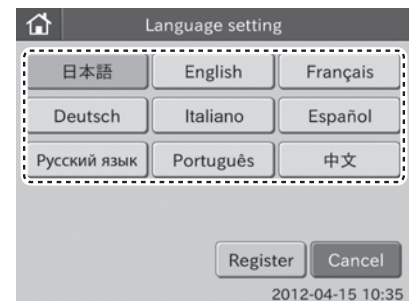 Language setting
日本語 English Français
Deutsch Italiano Español
Русский язык Português 中文
Register Cancel
2012-04-15 10:35